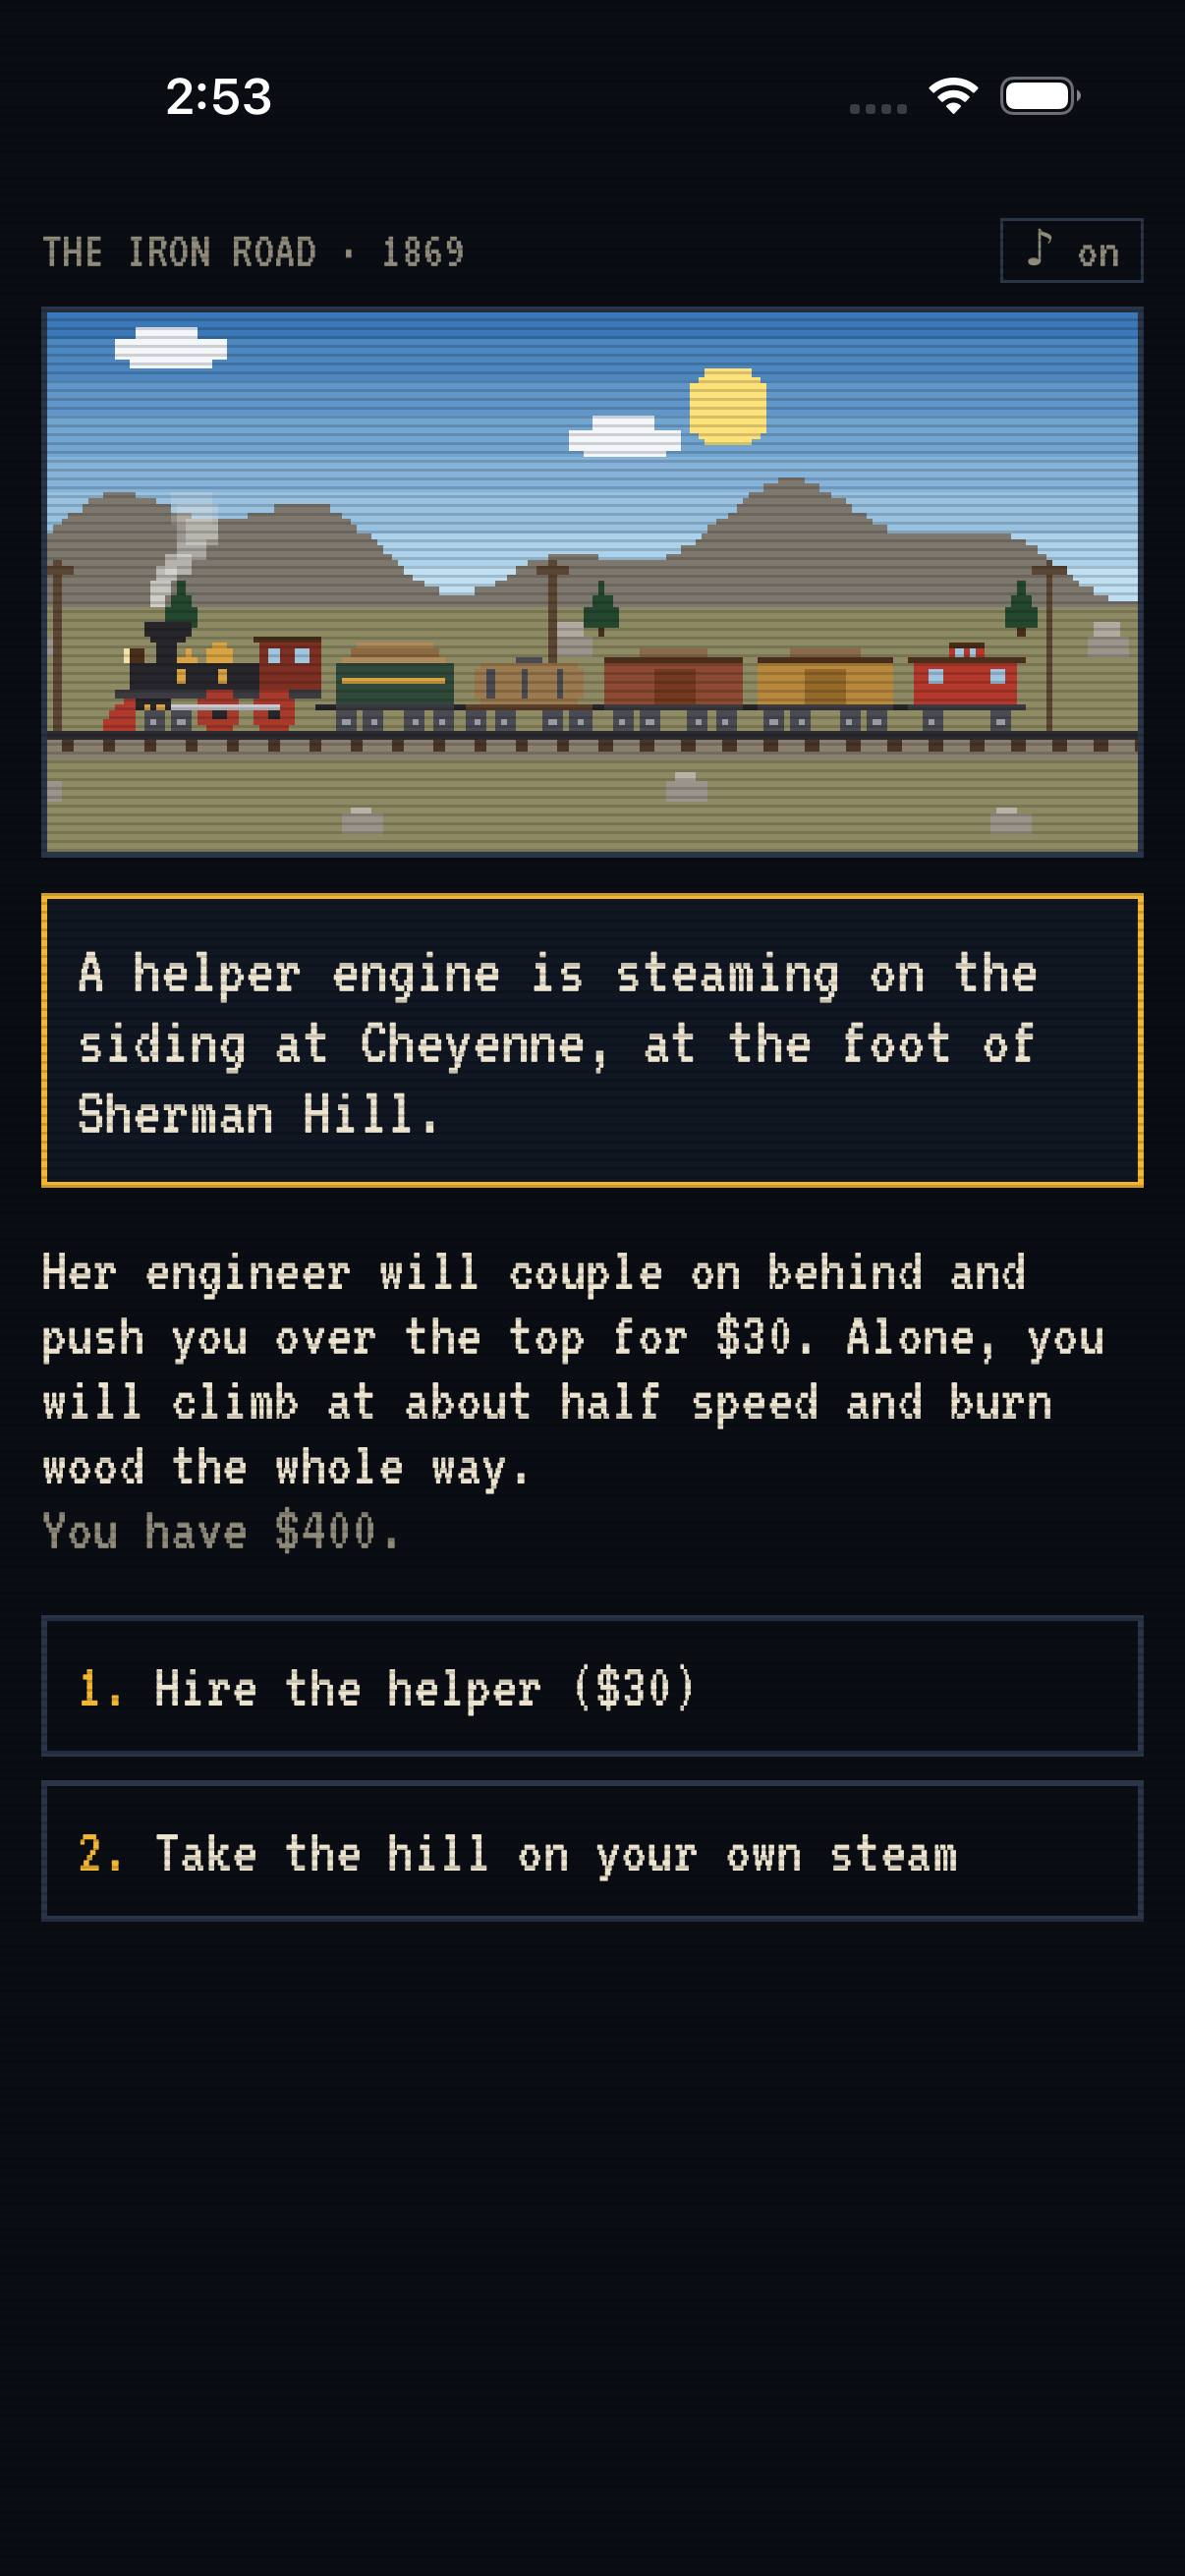 2:53
THE IRON ROAD · 1869
♪ on
A helper engine is steaming on the
siding at Cheyenne, at the foot of
Sherman Hill.
Her engineer will couple on behind and
push you over the top for $30. Alone, you
will climb at about half speed and burn
wood the whole way.
You have $400.
1. Hire the helper ($30)
2. Take the hill on your own steam